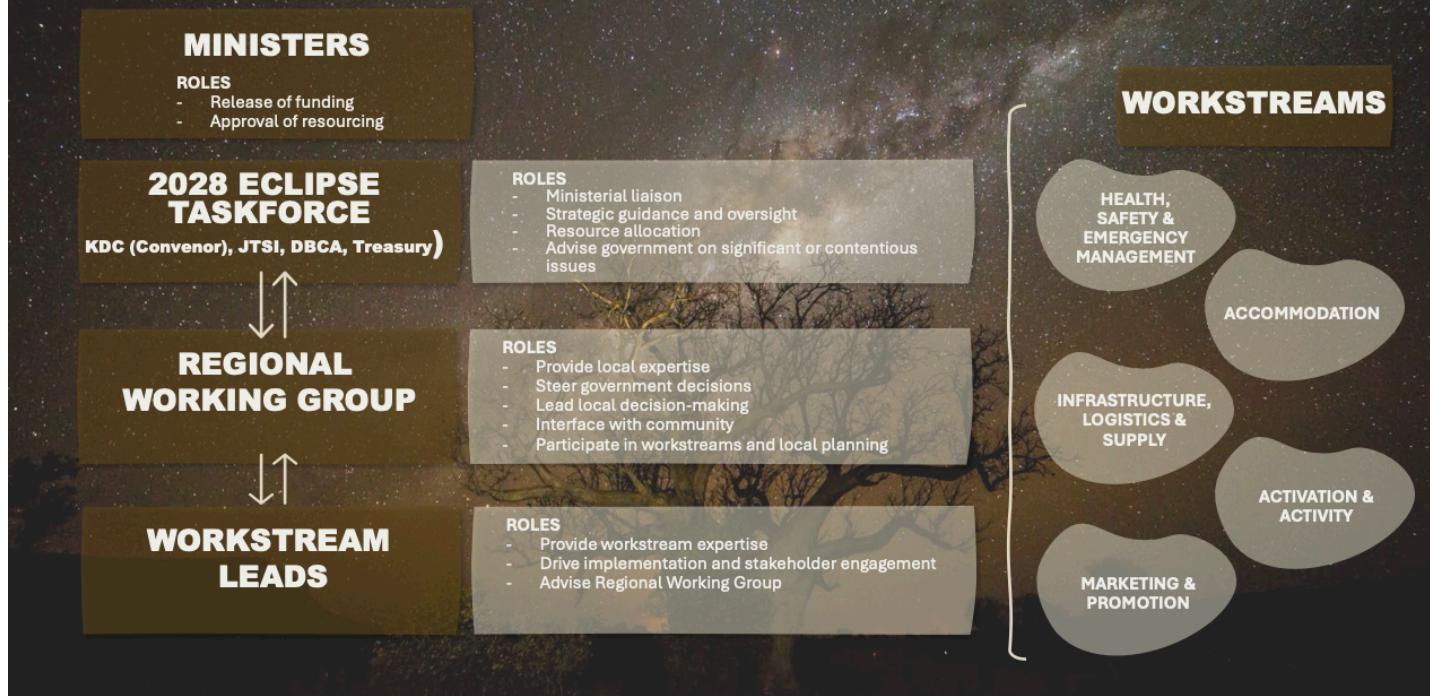 MINISTERS
ROLES
- Release of funding
- Approval of resourcing
2028 ECLIPSE
TASKFORCE
KDC (Convenor), JTSI, DBCA, Treasury)
ROLES
- Ministerial liaison
- Strategic guidance and oversight
- Resource allocation
- Advise government on significant or contentious
issues
REGIONAL
WORKING GROUP
ROLES
- Provide local expertise
- Steer government decisions
- Lead local decision-making
- Interface with community
- Participate in workstreams and local planning
WORKSTREAM
LEADS
ROLES
- Provide workstream expertise
- Drive implementation and stakeholder engagement
- Advise Regional Working Group
WORKSTREAMS
HEALTH,
SAFETY &
EMERGENCY
MANAGEMENT
ACCOMMODATION
INFRASTRUCTURE,
LOGISTICS &
SUPPLY
ACTIVATION &
ACTIVITY
MARKETING &
PROMOTION